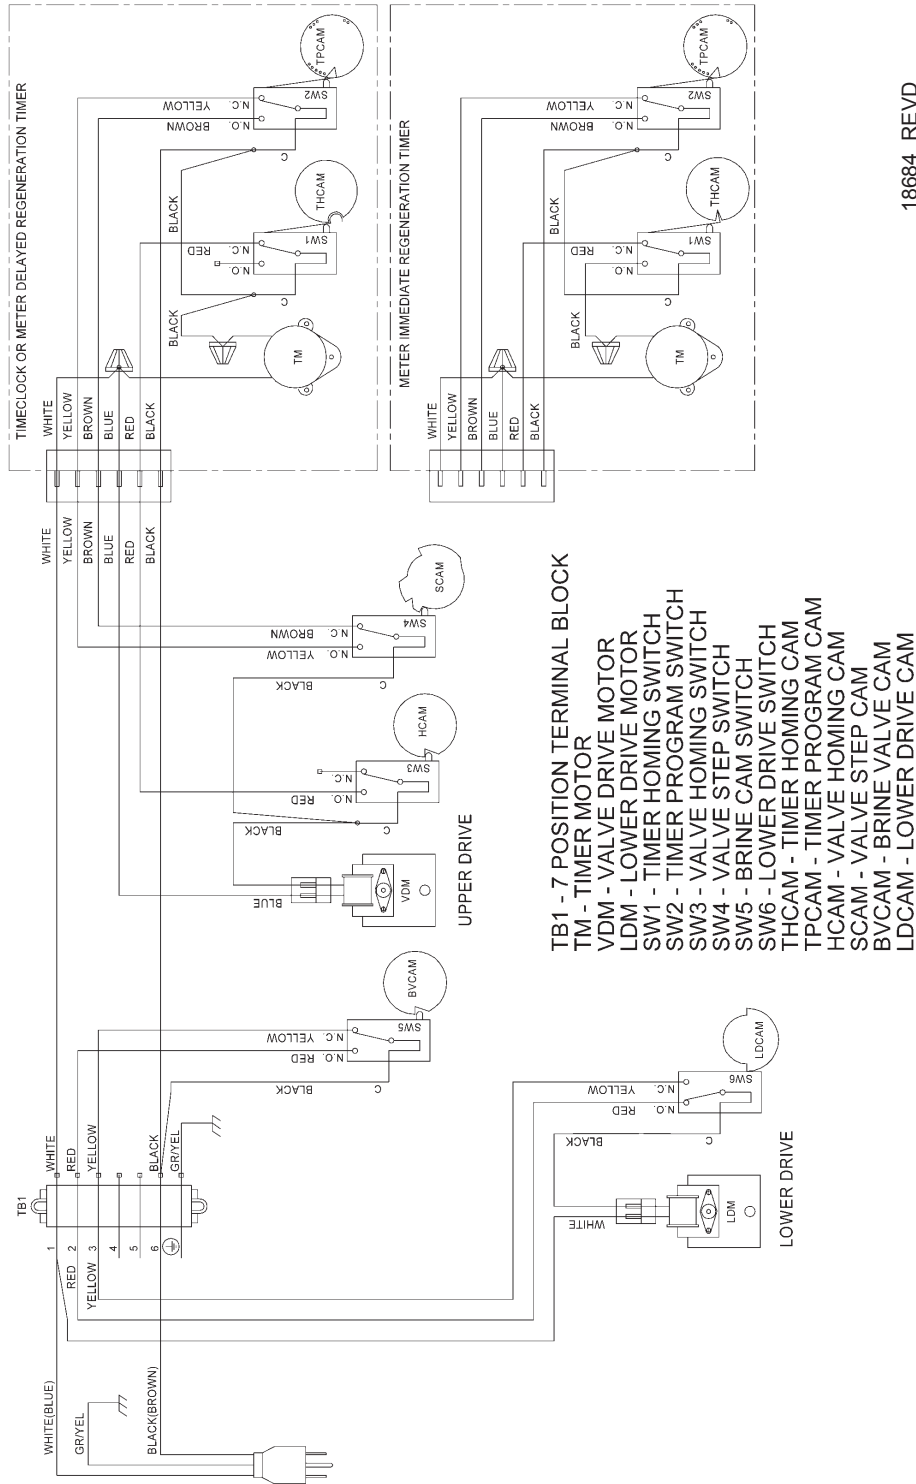 TIMECLOCK OR METER DELAYED REGENERATION TIMER
WHITE
YELLOW
BROWN
BLUE
RED
BLACK
YELLOW
BROWN
N.C.
N.O.
SW2
TPCAM
C
BLACK
THCAM
RED
N.C.
N.O.
SW1
C
BLACK
TM
METER IMMEDIATE REGENERATION TIMER
WHITE
YELLOW
BROWN
BLUE
RED
BLACK
YELLOW
BROWN
N.C.
N.O.
SW2
TPCAM
C
BLACK
THCAM
RED
N.C.
N.O.
SW1
C
BLACK
TM
18684 REVD
WHITE
YELLOW
BROWN
BLUE
RED
BLACK
BROWN
YELLOW
N.C.
N.O.
SW4
SCAM
BLACK
C
HCAM
N.C.
N.O.
RED
SW3
BLACK
C
BLUE
VDM
UPPER DRIVE
BVCAM
YELLOW
N.C.
RED
N.O.
SW5
BLACK
C
TB1
WHITE
RED
YELLOW
BLACK
GR/YEL
1
2
3
4
5
6
RED
YELLOW
WHITE(BLUE)
GR/YEL
BLACK(BROWN)
LDCAM
YELLOW
N.C.
RED
N.O.
SW6
BLACK
C
WHITE
LDM
LOWER DRIVE
TB1 - 7 POSITION TERMINAL BLOCK
TM - TIMER MOTOR
VDM - VALVE DRIVE MOTOR
LDM - LOWER DRIVE MOTOR
SW1 - TIMER HOMING SWITCH
SW2 - TIMER PROGRAM SWITCH
SW3 - VALVE HOMING SWITCH
SW4 - VALVE STEP SWITCH
SW5 - BRINE CAM SWITCH
SW6 - LOWER DRIVE SWITCH
THCAM - TIMER HOMING CAM
TPCAM - TIMER PROGRAM CAM
HCAM - VALVE HOMING CAM
SCAM - VALVE STEP CAM
BVCAM - BRINE VALVE CAM
LDCAM - LOWER DRIVE CAM